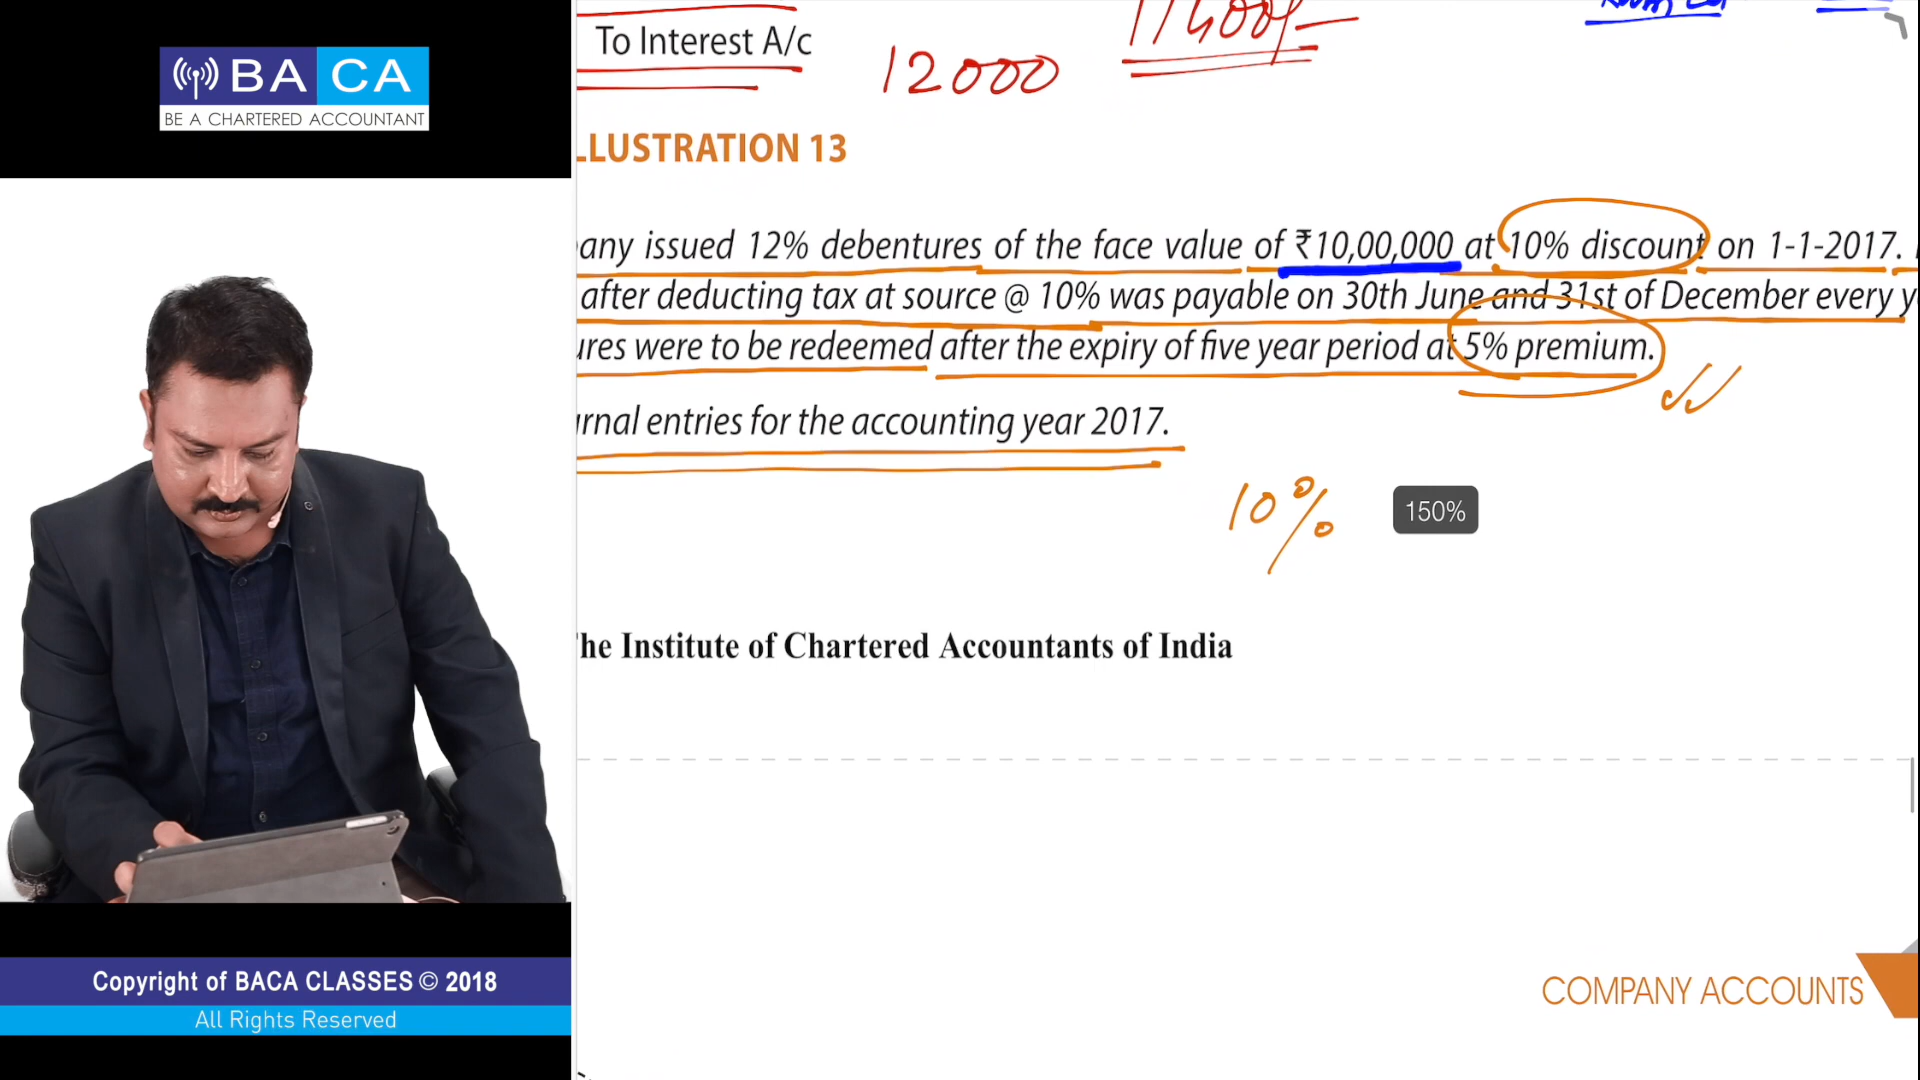 BA CA
BE A CHARTERED ACCOUNTANT
To Interest A/c
12000
LLUSTRATION 13
any issued 12% debentures of the face value of ₹10,00,000 at 10% discount on 1-1-2017.
after deducting tax at source @ 10% was payable on 30th June and 31st of December every y
ures were to be redeemed after the expiry of five year period at 5% premium.
urnal entries for the accounting year 2017.
10%
150%
he Institute of Chartered Accountants of India
COMPANY ACCOUNTS
Copyright of BACA CLASSES © 2018
All Rights Reserved